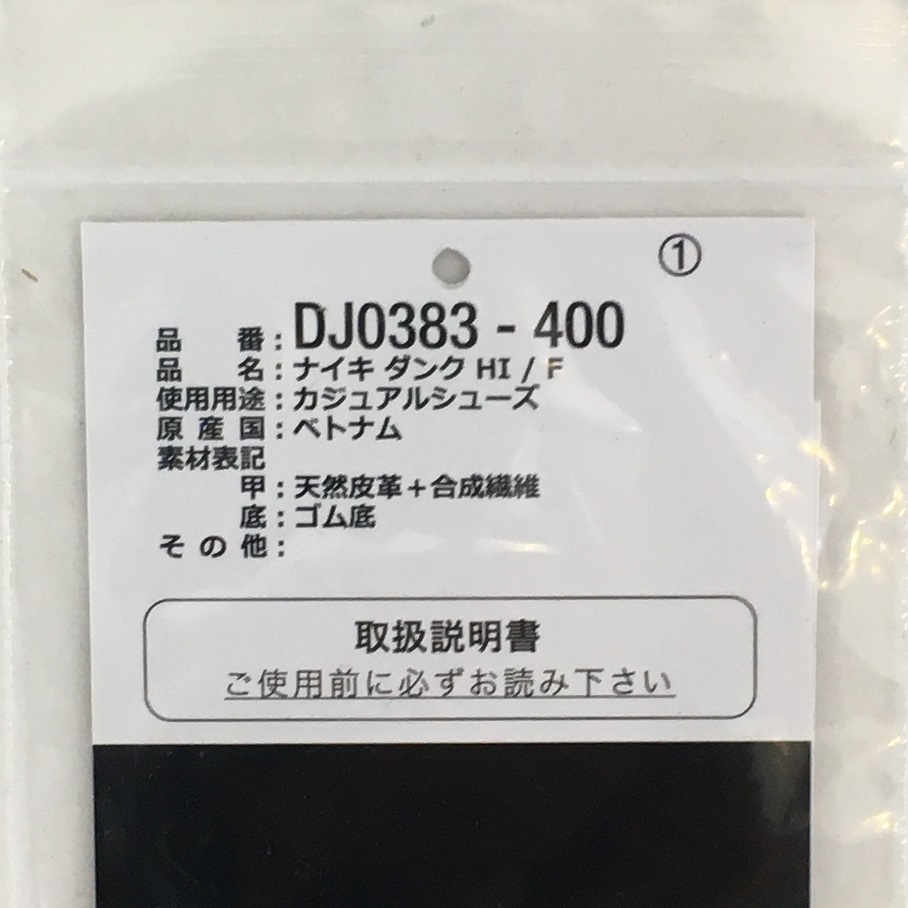 ①
品番：DJ0383 - 400
品名：ナイキ ダンク HI / F
使用用途：カジュアルシューズ
原産国：ベトナム
素材表記
甲：天然皮革＋合成繊維
底：ゴム底
その他：
取扱説明書
ご使用前に必ずお読み下さい